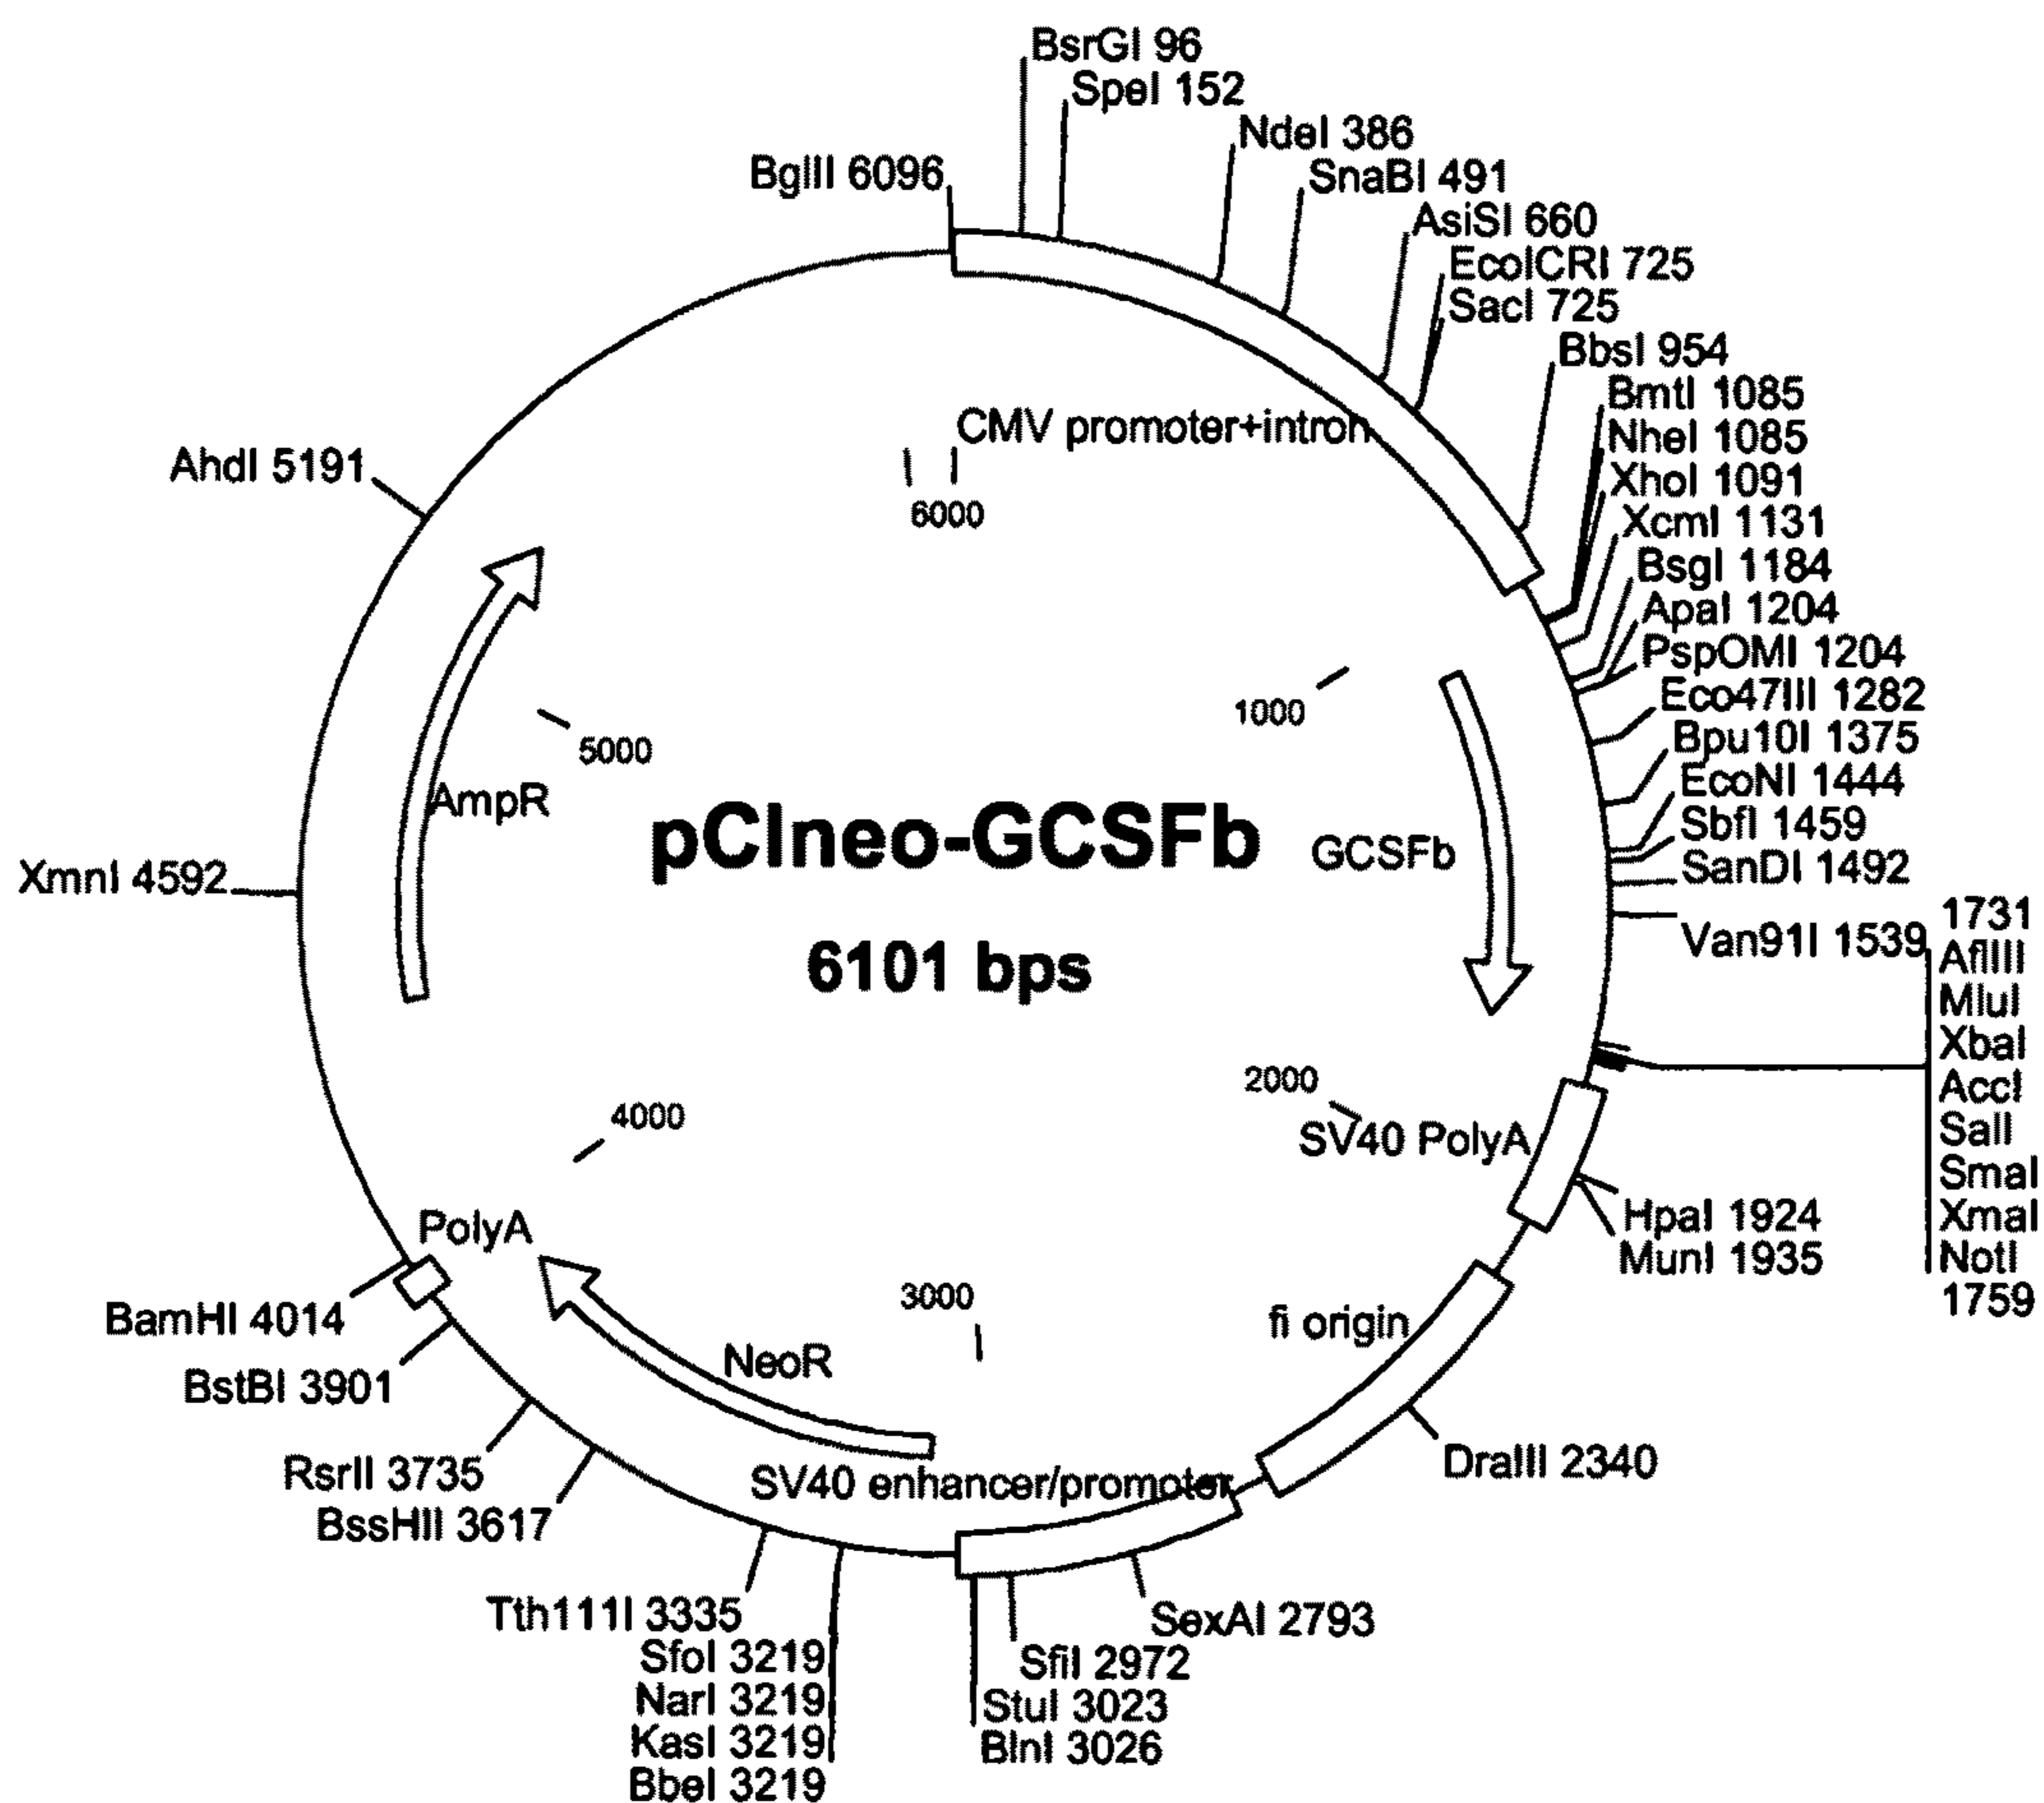 BsrGI 96
SpeI 152
NdeI 386
BglII 6096
SnaBI 491
AsiSI 660
EcoICRI 725
SacI 725
BbsI 954
BmtI 1085
NheI 1085
XhoI 1091
XcmI 1131
BsgI 1184
ApaI 1204
PspOMI 1204
Eco47III 1282
Bpu10I 1375
EcoNI 1444
SbfI 1459
SanDI 1492
Van91I 1539
1731
AflIII
MluI
XbaI
AccI
SalI
SmaI
XmaI
NotI
1759
HpaI 1924
MunI 1935
DraIII 2340
SexAI 2793
SfiI 2972
StuI 3023
BlnI 3026
Tth111I 3335
SfoI 3219
NarI 3219
KasI 3219
BbeI 3219
BssHII 3617
RsrII 3735
BstBI 3901
BamHI 4014
XmnI 4592
AhdI 5191
CMV promoter+intron
6000
1000
5000
AmpR
pCIneo-GCSFb
6101 bps
GCSFb
2000
SV40 PolyA
4000
PolyA
3000
fi origin
NeoR
SV40 enhancer/promoter